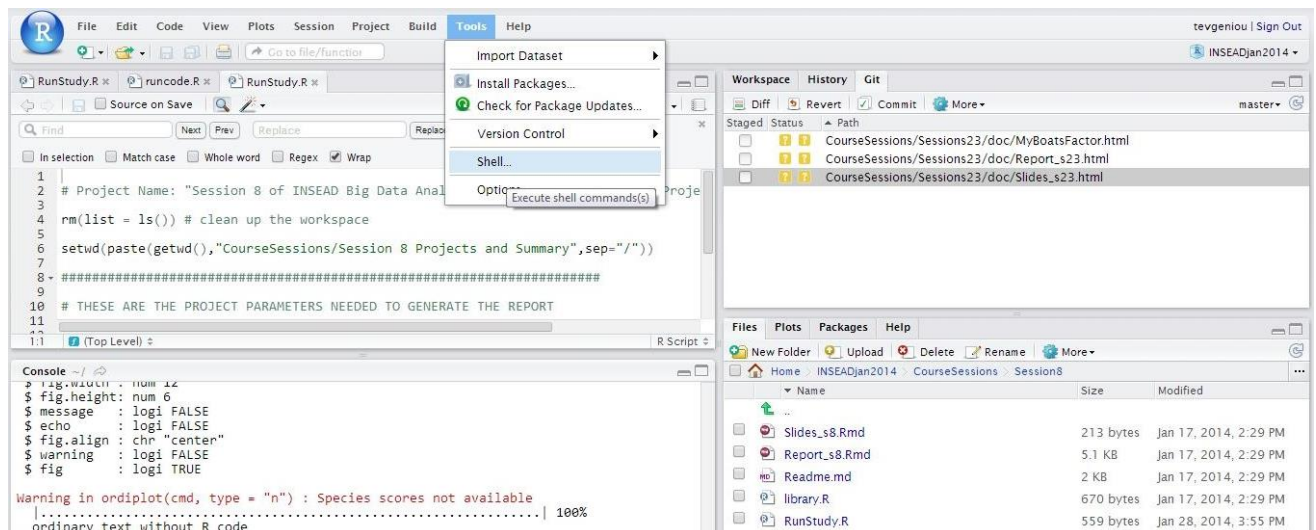 R File Edit Code View Plots Session Project Build Tools Help tevgeniou | Sign Out
Go to file/function INSEADjan2014
RunStudy.R x runcode.R x RunStudy.R x
Source on Save
Find Next Prev Replace
In selection Match case Whole word Regex Wrap
1
2 # Project Name: "Session 8 of INSEAD Big Data
3
4 rm(list = ls()) # clean up the workspace
5
6 setwd(paste(getwd(),"CourseSessions/Session 8 Projects and Summary",sep="/"))
7
8 ######################################################################
9
10 # THESE ARE THE PROJECT PARAMETERS NEEDED TO GENERATE THE REPORT
11
1:1 (Top Level) R Script
Import Dataset
Install Packages...
Check for Package Updates...
Version Control
Shell...
Execute shell commands(s)
Console ~/
$ fig.width : num 12
$ fig.height: num 6
$ message : logi FALSE
$ echo : logi FALSE
$ fig.align : chr "center"
$ warning : logi FALSE
$ fig : logi TRUE
Warning in ordiplot(cmd, type = "n") : Species scores not available
|.................................................................| 100%
ordinary text without R code
Workspace History Git
Diff Revert Commit More master
Staged Status Path
? ? CourseSessions/Sessions23/doc/MyBoatsFactor.html
? ? CourseSessions/Sessions23/doc/Report_s23.html
? ? CourseSessions/Sessions23/doc/Slides_s23.html
Files Plots Packages Help
New Folder Upload Delete Rename More
Home INSEADjan2014 CourseSessions Session8 ...
Name Size Modified
..
Slides_s8.Rmd 213 bytes Jan 17, 2014, 2:29 PM
Report_s8.Rmd 5.1 KB Jan 17, 2014, 2:29 PM
MD Readme.md 2 KB Jan 17, 2014, 2:29 PM
library.R 670 bytes Jan 17, 2014, 2:29 PM
RunStudy.R 559 bytes Jan 28, 2014, 3:55 PM